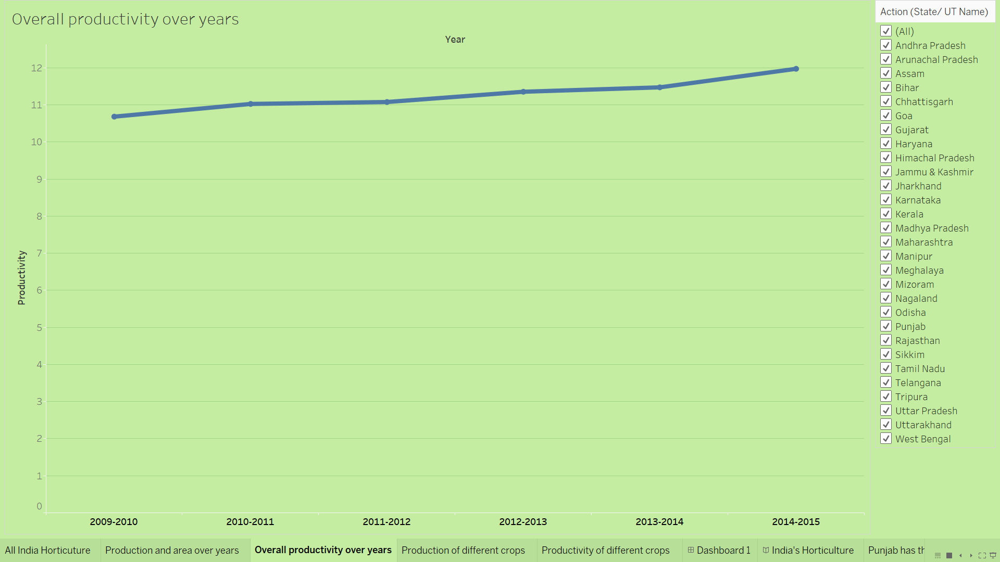 Overall productivity over years
Year
12
11
10
9
8
7
6
5
4
3
2
1
0
Productivity
2009-2010 2010-2011 2011-2012 2012-2013 2013-2014 2014-2015
Action (State/ UT Name)
(All)
Andhra Pradesh
Arunachal Pradesh
Assam
Bihar
Chhattisgarh
Goa
Gujarat
Haryana
Himachal Pradesh
Jammu & Kashmir
Jharkhand
Karnataka
Kerala
Madhya Pradesh
Maharashtra
Manipur
Meghalaya
Mizoram
Nagaland
Odisha
Punjab
Rajasthan
Sikkim
Tamil Nadu
Telangana
Tripura
Uttar Pradesh
Uttarakhand
West Bengal
All India Horticuture Production and area over years Overall productivity over years Production of different crops Productivity of different crops Dashboard 1 India's Horticulture Punjab has th